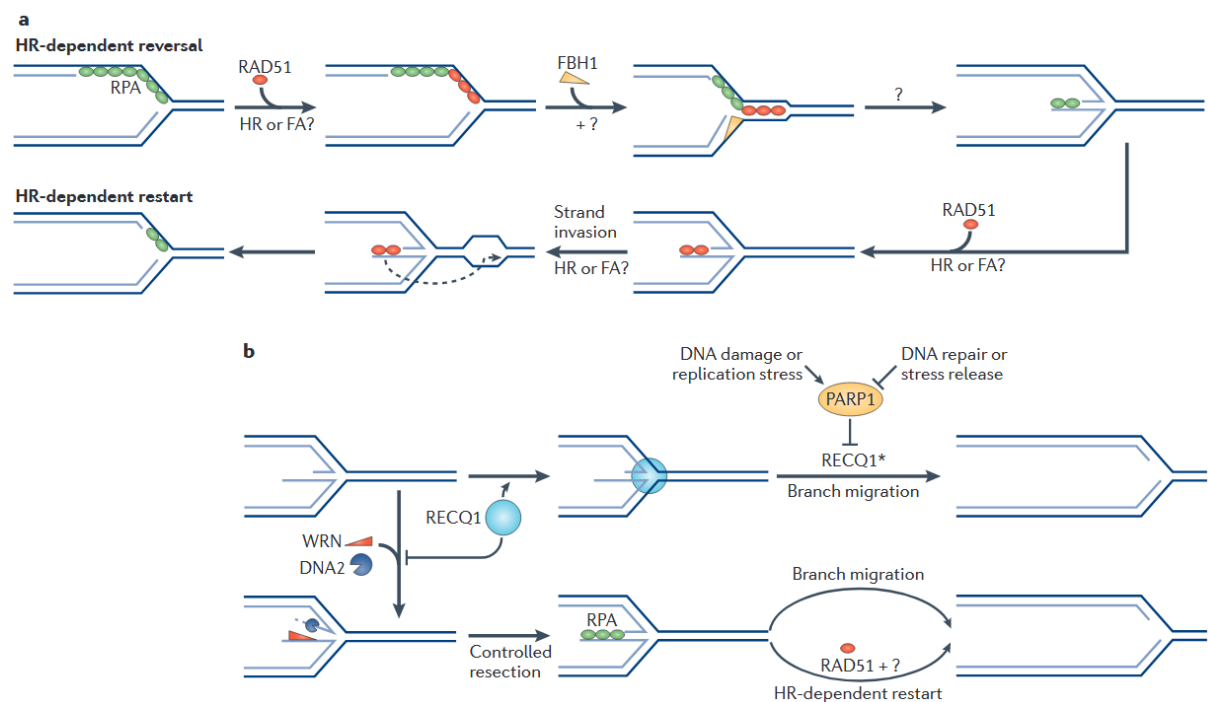 a
HR-dependent reversal
RPA
RAD51
HR or FA?
FBH1
+ ?
?
HR-dependent restart
Strand
invasion
HR or FA?
RAD51
HR or FA?
b
DNA damage or
replication stress
DNA repair or
stress release
PARP1
RECQ1*
Branch migration
RECQ1
WRN
DNA2
Controlled
resection
RPA
Branch migration
RAD51 + ?
HR-dependent restart